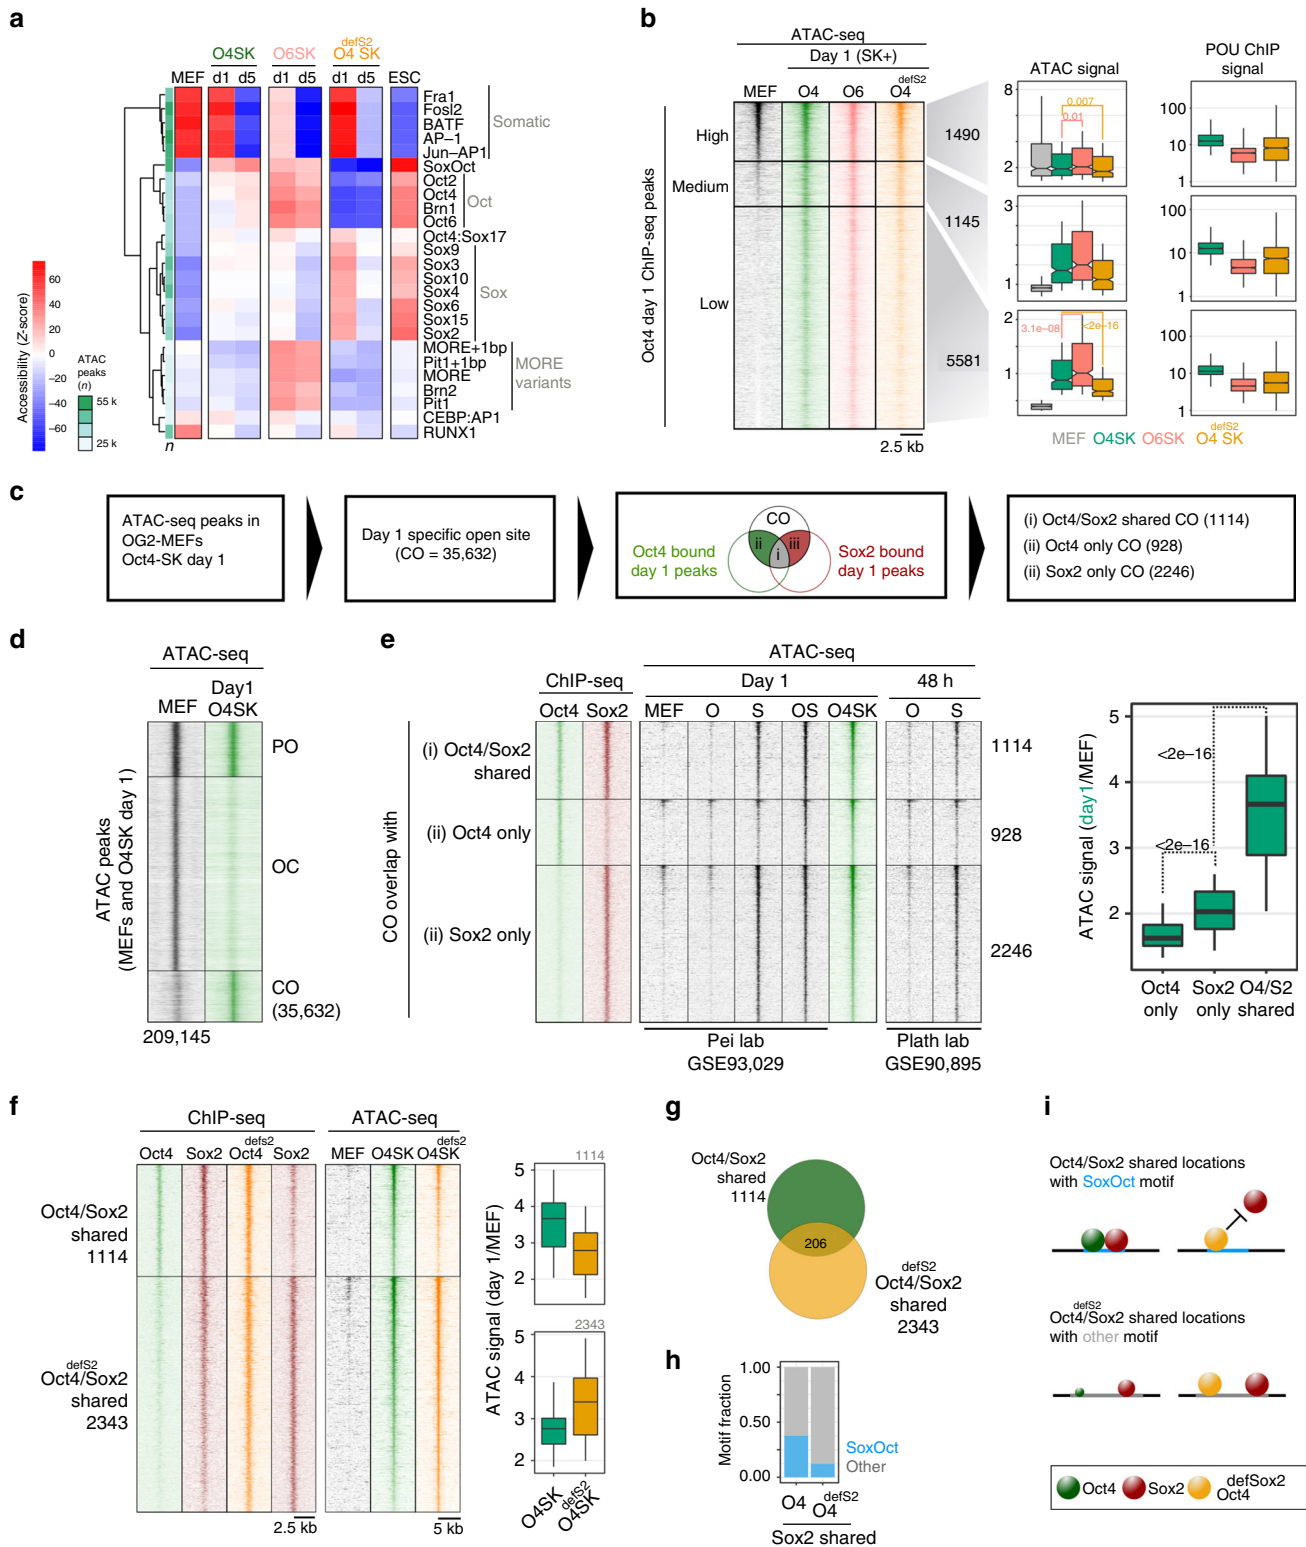 a
O4SK
O6SK
defS2
O4 SK
MEF d1 d5 d1 d5 d1 d5 ESC
Fra1
Fosl2
BATF
AP–1
Jun–AP1
Somatic
SoxOct
Oct2
Oct4
Brn1
Oct6
Oct
Oct4:Sox17
Sox9
Sox3
Sox10
Sox4
Sox6
Sox15
Sox2
Sox
MORE+1bp
Pit1+1bp
MORE
Brn2
Pit1
MORE
variants
CEBP:AP1
RUNX1
n
Accessibility (Z-score)
60
40
20
0
−20
−40
−60
ATAC
peaks
(n)
55 k
25 k
b
ATAC-seq
Day 1 (SK+)
MEF O4 O6
defS2
O4
Oct4 day 1 ChIP-seq peaks
High
Medium
Low
2.5 kb
1490
1145
5581
ATAC signal
POU ChIP
signal
8
2
0.007
0.01
100
10
1
3
1
100
10
1
2
1
3.1e−08
<2e−16
100
10
1
MEF O4SK O6SK
defS2
O4 SK
c
ATAC-seq peaks in
OG2-MEFs
Oct4-SK day 1
Day 1 specific open site
(CO = 35,632)
CO
ii
iii
i
Oct4 bound
day 1 peaks
Sox2 bound
day 1 peaks
(i) Oct4/Sox2 shared CO (1114)
(ii) Oct4 only CO (928)
(ii) Sox2 only CO (2246)
d
ATAC-seq
MEF
Day1
O4SK
ATAC peaks
(MEFs and O4SK day 1)
PO
OC
CO
(35,632)
209,145
e
ATAC-seq
ChIP-seq Day 1 48 h
Oct4 Sox2 MEF O S OS O4SK O S
CO overlap with
(i) Oct4/Sox2
shared
(ii) Oct4 only
(ii) Sox2 only
1114
928
2246
Pei lab
GSE93,029
Plath lab
GSE90,895
ATAC signal (day1/MEF)
5
4
3
2
<2e−16
<2e−16
Oct4
only
Sox2
only
O4/S2
shared
f
ChIP-seq ATAC-seq
Oct4 Sox2
defs2
Oct4
Sox2 MEF O4SK
defs2
O4SK
Oct4/Sox2
shared
1114
defS2
Oct4/Sox2
shared
2343
2.5 kb
5 kb
ATAC signal (day 1/MEF)
1114
5
4
3
2
2343
5
4
3
2
O4SK
defS2
O4SK
g
Oct4/Sox2
shared
1114
206
defS2
Oct4/Sox2
shared
2343
h
Motif fraction
1.00
0.50
0.00
SoxOct
Other
O4
defS2
O4
Sox2 shared
i
Oct4/Sox2 shared locations
with SoxOct motif
defS2
Oct4/Sox2 shared locations
with other motif
Oct4 Sox2
defSox2
Oct4